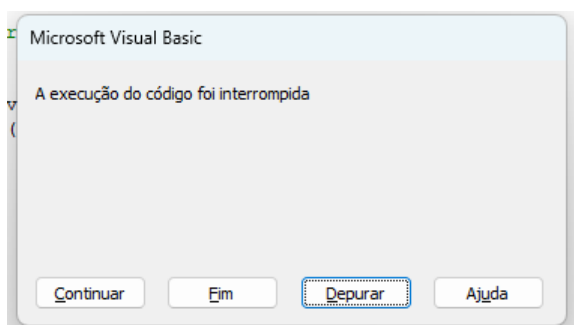 Microsoft Visual Basic
A execução do código foi interrompida
Continuar Fim Depurar Ajuda